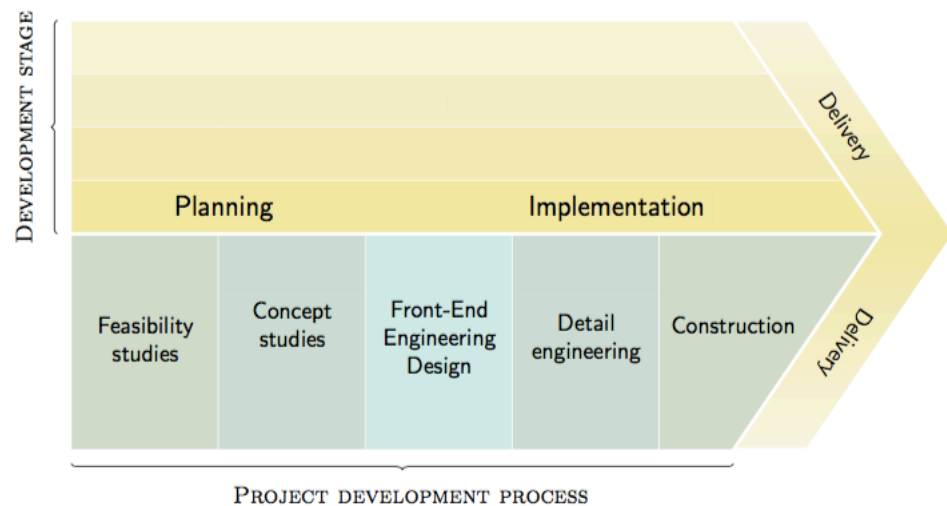 DEVELOPMENT STAGE
Delivery
Planning
Implementation
Feasibility
studies
Concept
studies
Front-End
Engineering
Design
Detail
engineering
Construction
Delivery
PROJECT DEVELOPMENT PROCESS